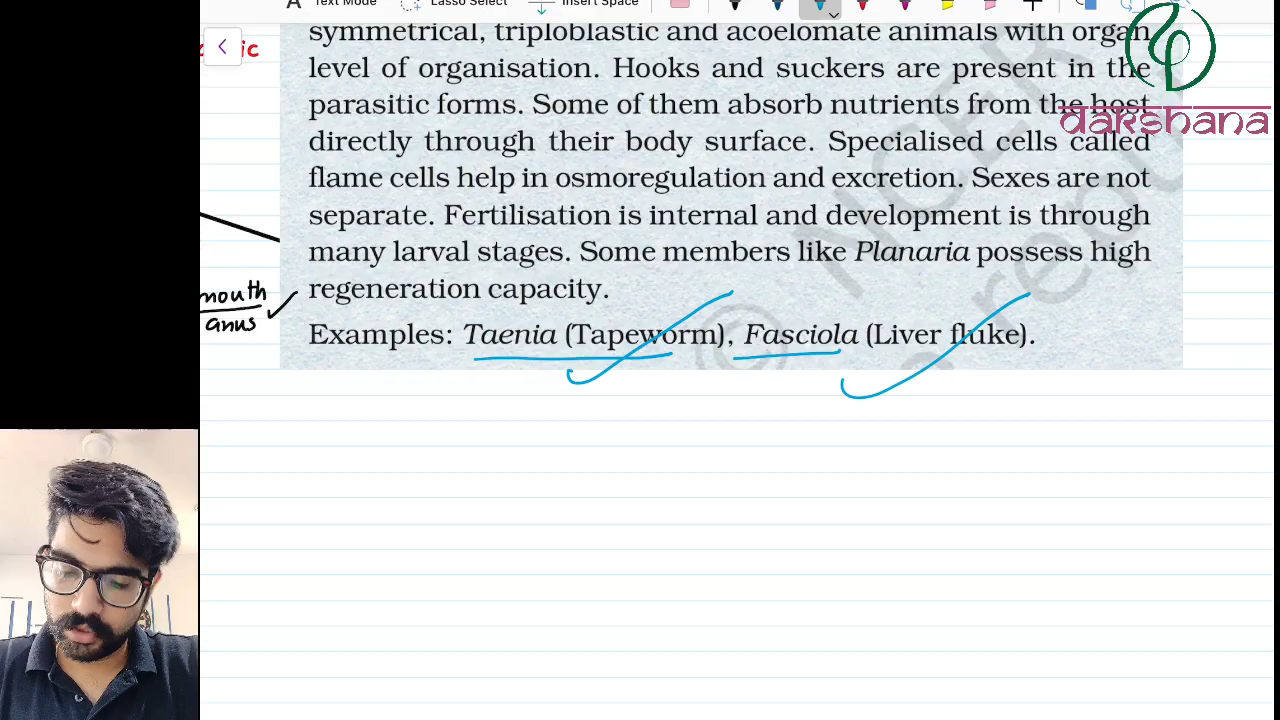 Text Mode Lasso Select Insert Space
ic
symmetrical, triploblastic and acoelomate animals with organ
level of organisation. Hooks and suckers are present in the
parasitic forms. Some of them absorb nutrients from the host
directly through their body surface. Specialised cells called
flame cells help in osmoregulation and excretion. Sexes are not
separate. Fertilisation is internal and development is through
many larval stages. Some members like Planaria possess high
regeneration capacity.
Examples: Taenia (Tapeworm), Fasciola (Liver fluke).
mouth
anus
darkshana